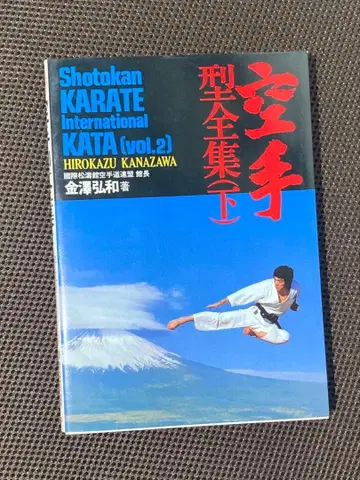 Shotokan
KARATE
International
KATA (vol.2)
HIROKAZU KANAZAWA
國際松濤館空手道連盟 館長
金澤弘和著
空手
型全集(下)